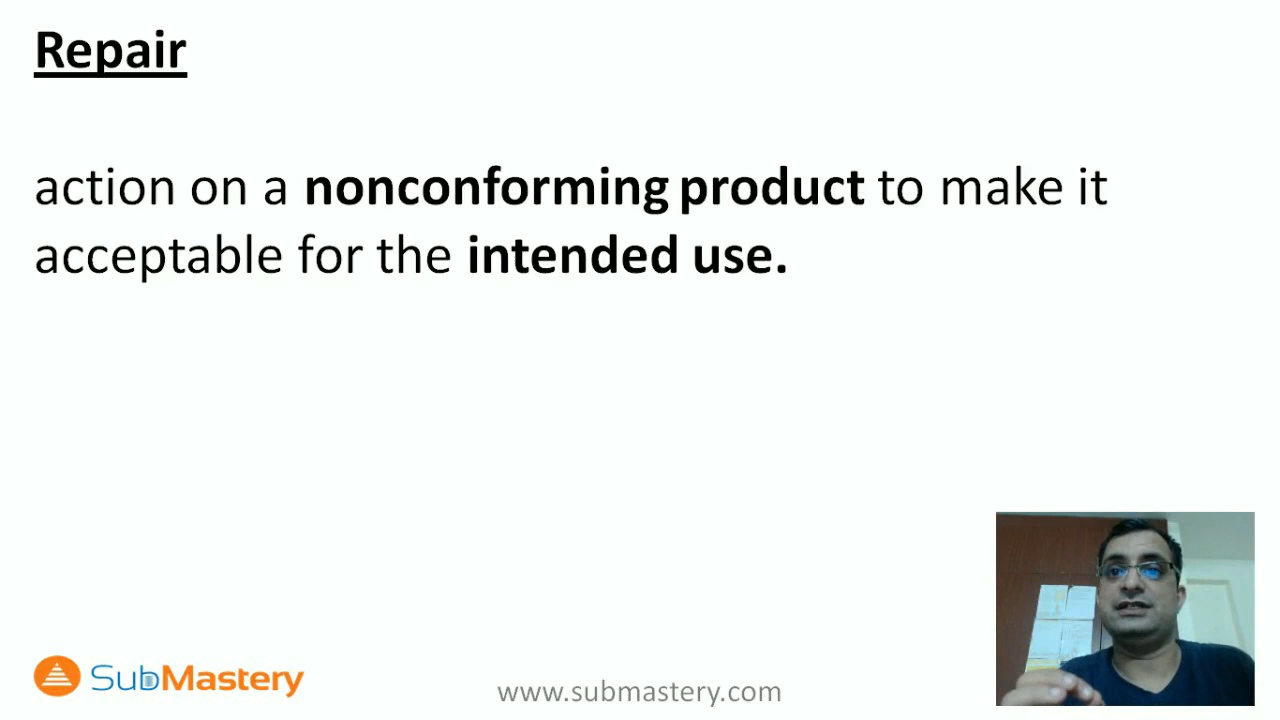 Repair
action on a nonconforming product to make it
acceptable for the intended use.
SubMastery
www.submastery.com